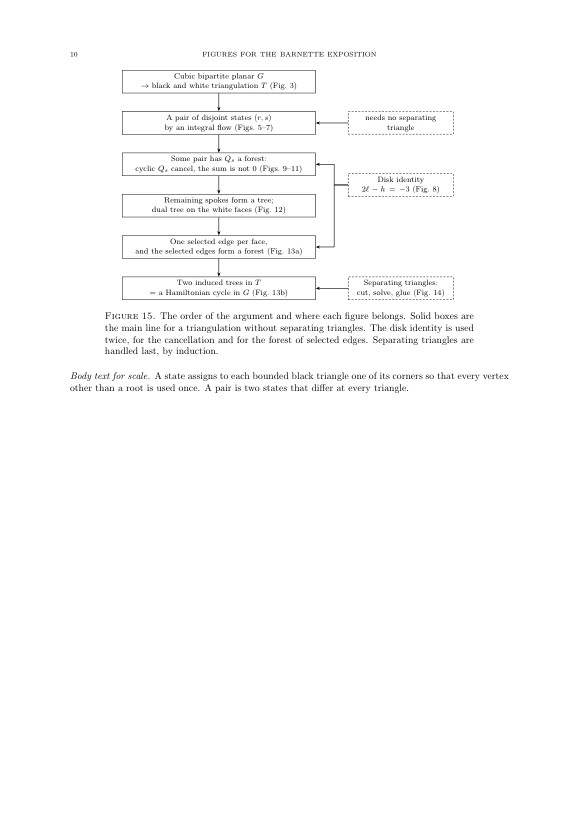 10
FIGURES FOR THE BARNETTE EXPOSITION
Cubic bipartite planar G
→ black and white triangulation T (Fig. 3)
A pair of disjoint states (r, s)
by an integral flow (Figs. 5–7)
needs no separating
triangle
Some pair has Qₛ a forest:
cyclic Qₛ cancel, the sum is not 0 (Figs. 9–11)
Disk identity
2ℓ − h = −3 (Fig. 8)
Remaining spokes form a tree;
dual tree on the white faces (Fig. 12)
One selected edge per face,
and the selected edges form a forest (Fig. 13a)
Two induced trees in T
= a Hamiltonian cycle in G (Fig. 13b)
Separating triangles:
cut, solve, glue (Fig. 14)
FIGURE 15. The order of the argument and where each figure belongs. Solid boxes are
the main line for a triangulation without separating triangles. The disk identity is used
twice, for the cancellation and for the forest of selected edges. Separating triangles are
handled last, by induction.
Body text for scale. A state assigns to each bounded black triangle one of its corners so that every vertex
other than a root is used once. A pair is two states that differ at every triangle.